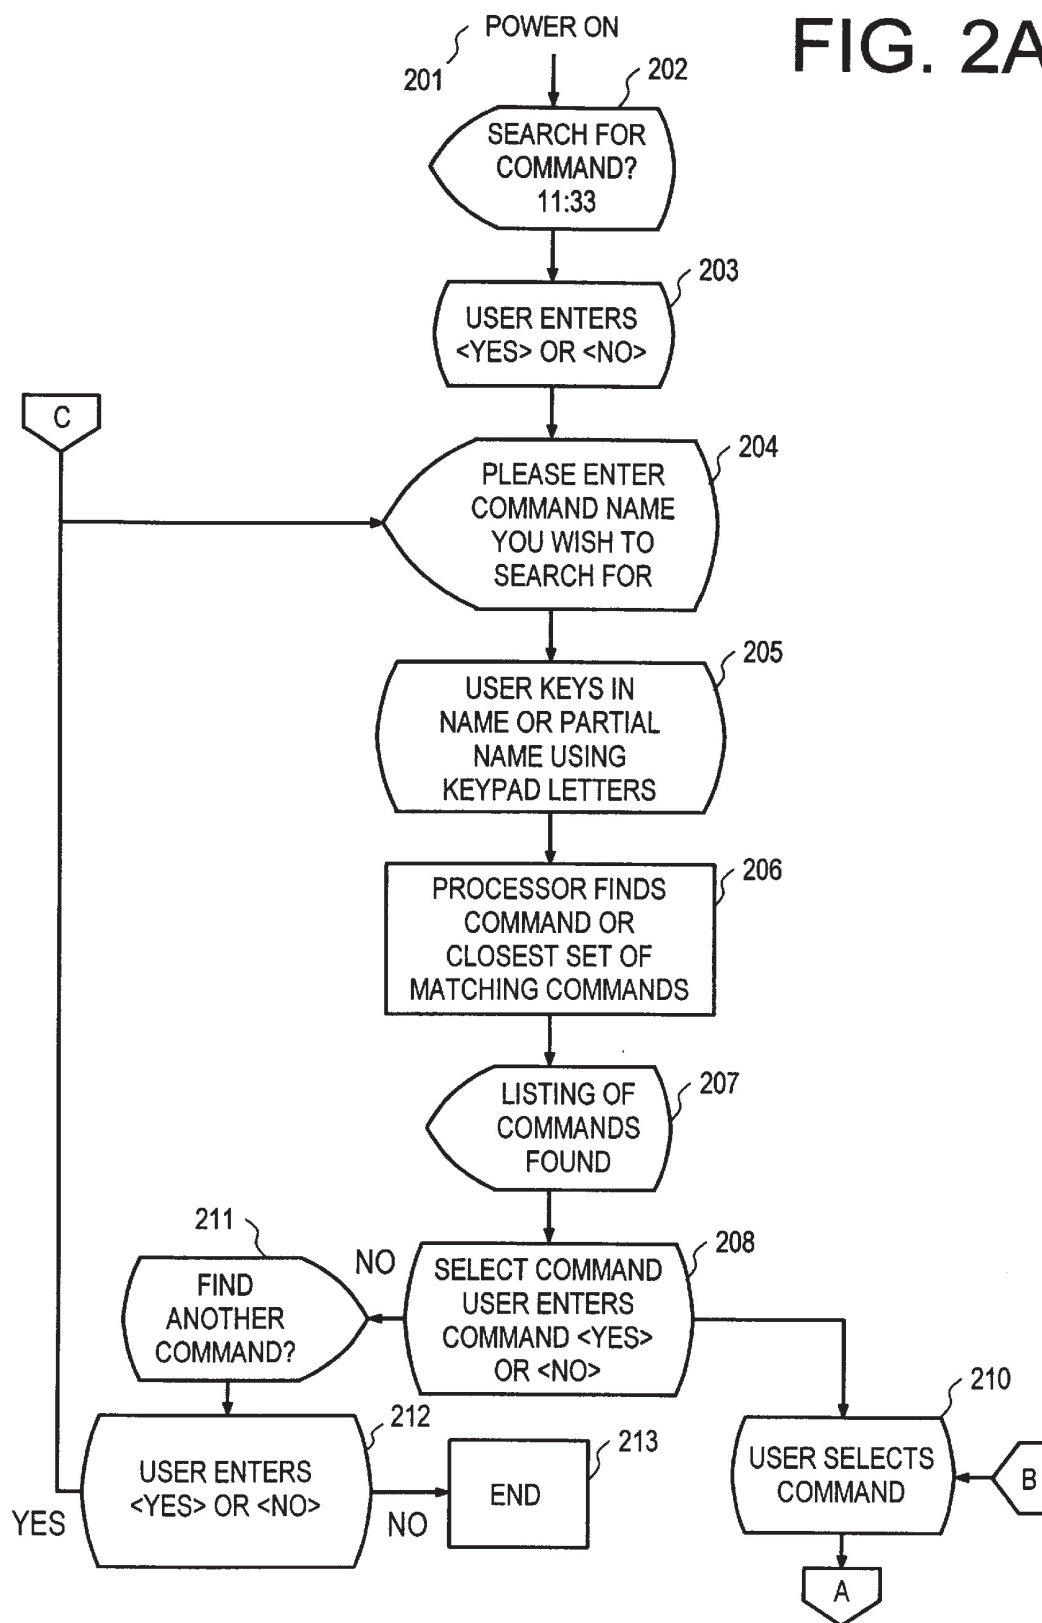 FIG. 2A
POWER ON
201
202
SEARCH FOR
COMMAND?
11:33
203
USER ENTERS
<YES> OR <NO>
C
204
PLEASE ENTER
COMMAND NAME
YOU WISH TO
SEARCH FOR
205
USER KEYS IN
NAME OR PARTIAL
NAME USING
KEYPAD LETTERS
206
PROCESSOR FINDS
COMMAND OR
CLOSEST SET OF
MATCHING COMMANDS
207
LISTING OF
COMMANDS
FOUND
208
SELECT COMMAND
USER ENTERS
COMMAND <YES>
OR <NO>
NO
211
FIND
ANOTHER
COMMAND?
212
USER ENTERS
<YES> OR <NO>
YES
NO
213
END
210
USER SELECTS
COMMAND
B
A